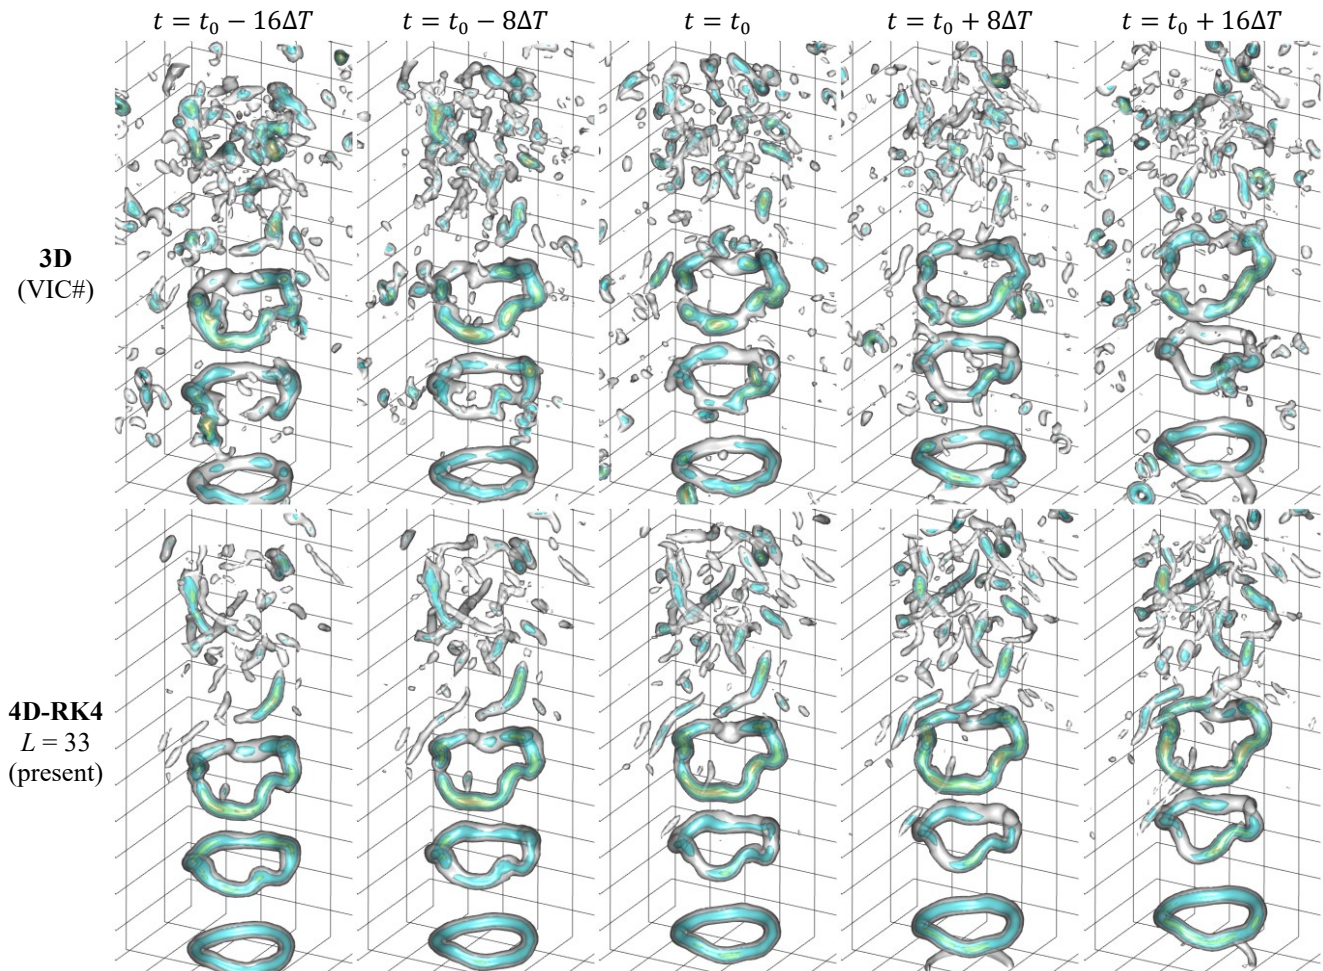 t = t₀ − 16ΔT
t = t₀ − 8ΔT
t = t₀
t = t₀ + 8ΔT
t = t₀ + 16ΔT
3D
(VIC#)
4D-RK4
L = 33
(present)